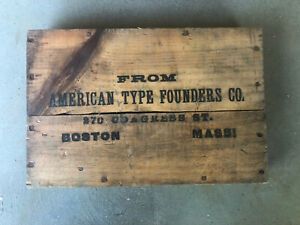 FROM
AMERICAN TYPE FOUNDERS CO.
270 CONGRESS ST.
BOSTON MASS!